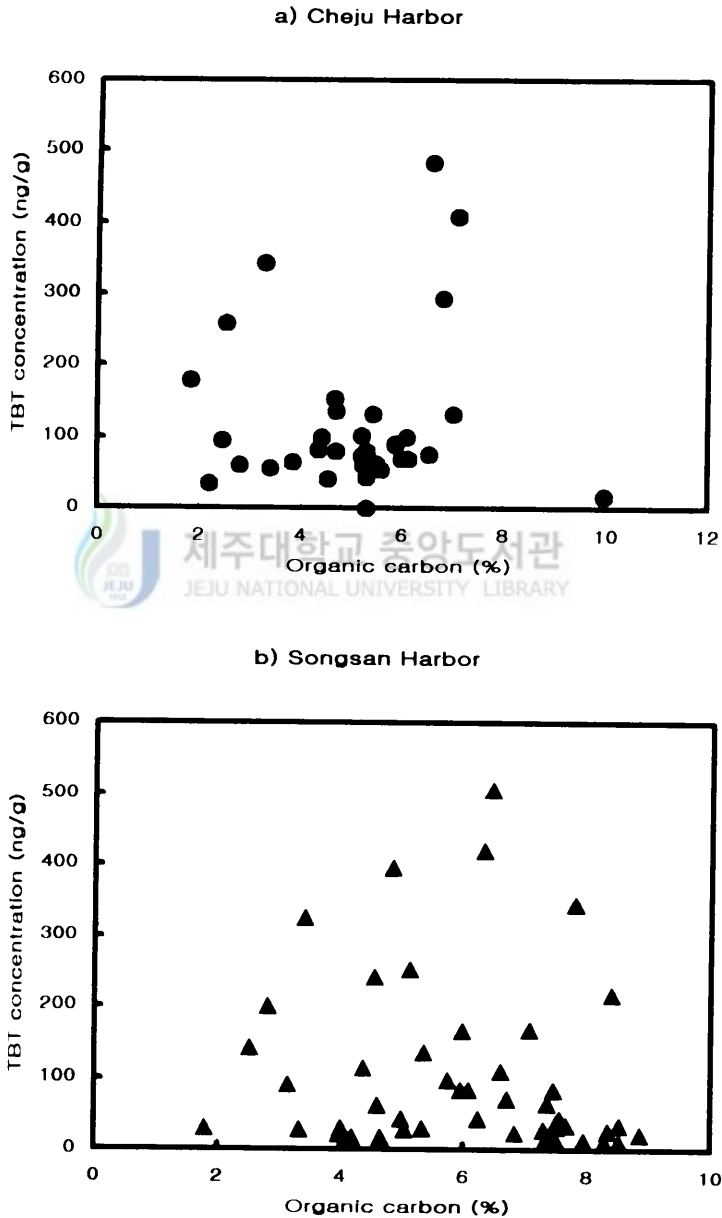 a) Cheju Harbor
600
500
400
300
200
100
0
TBT concentration (ng/g)
0 2 4 6 8 10 12
Organic carbon (%)
제주대학교 중앙도서관
JEJU NATIONAL UNIVERSITY LIBRARY
JEJU
1952
b) Songsan Harbor
600
500
400
300
200
100
0
TBT concentration (ng/g)
0 2 4 6 8 10
Organic carbon (%)